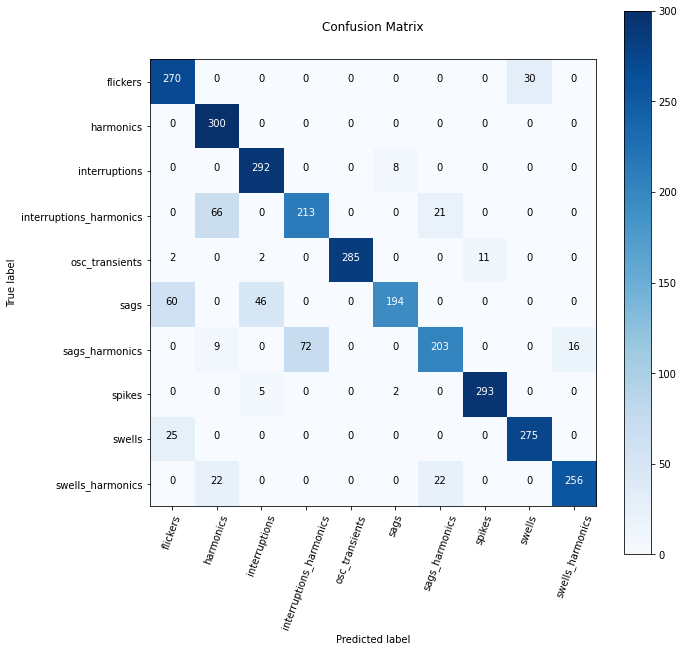 Confusion Matrix
True label
flickers 270 0 0 0 0 0 0 0 30 0
harmonics 0 300 0 0 0 0 0 0 0 0
interruptions 0 0 292 0 0 8 0 0 0 0
interruptions_harmonics 0 66 0 213 0 0 21 0 0 0
osc_transients 2 0 2 0 285 0 0 11 0 0
sags 60 0 46 0 0 194 0 0 0 0
sags_harmonics 0 9 0 72 0 0 203 0 0 16
spikes 0 0 5 0 0 2 0 293 0 0
swells 25 0 0 0 0 0 0 0 275 0
swells_harmonics 0 22 0 0 0 0 22 0 0 256
flickers
harmonics
interruptions
interruptions_harmonics
osc_transients
sags
sags_harmonics
spikes
swells
swells_harmonics
Predicted label
300
250
200
150
100
50
0